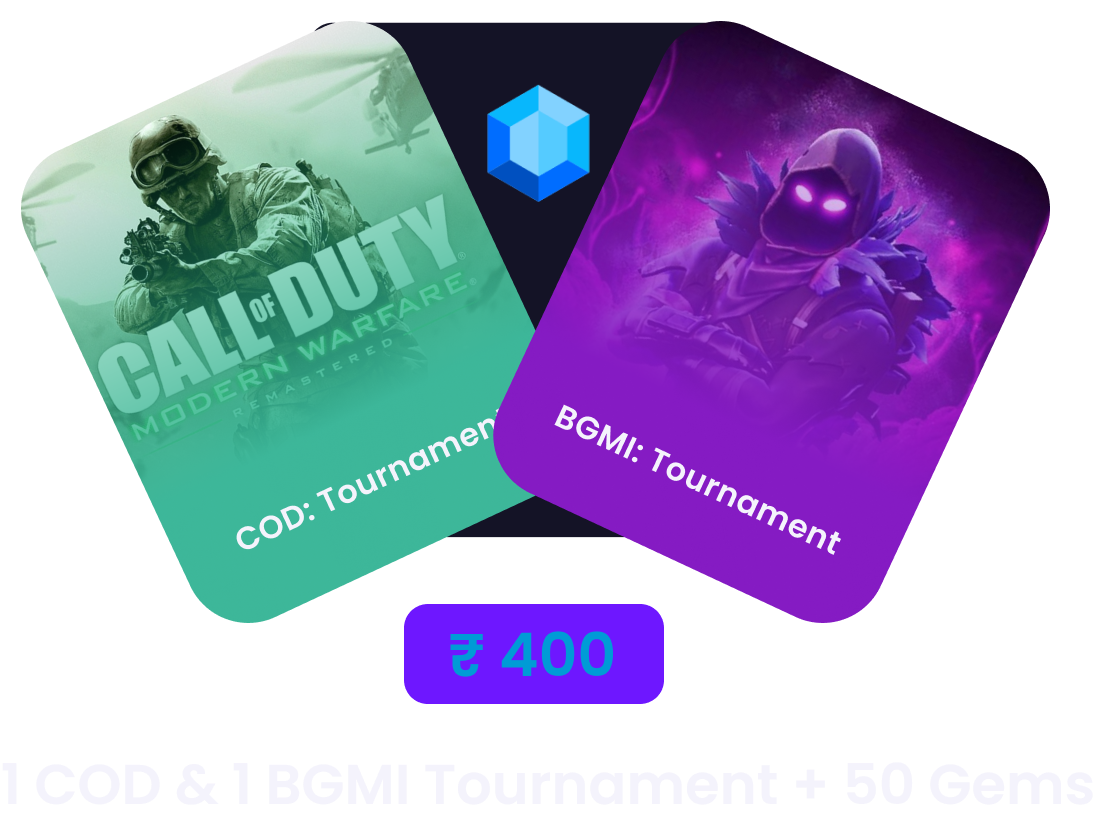 CALL OF DUTY®
MODERN WARFARE®
REMASTERED
COD: Tournament
BGMI: Tournament
₹ 400
1 COD & 1 BGMI Tournament + 50 Gems